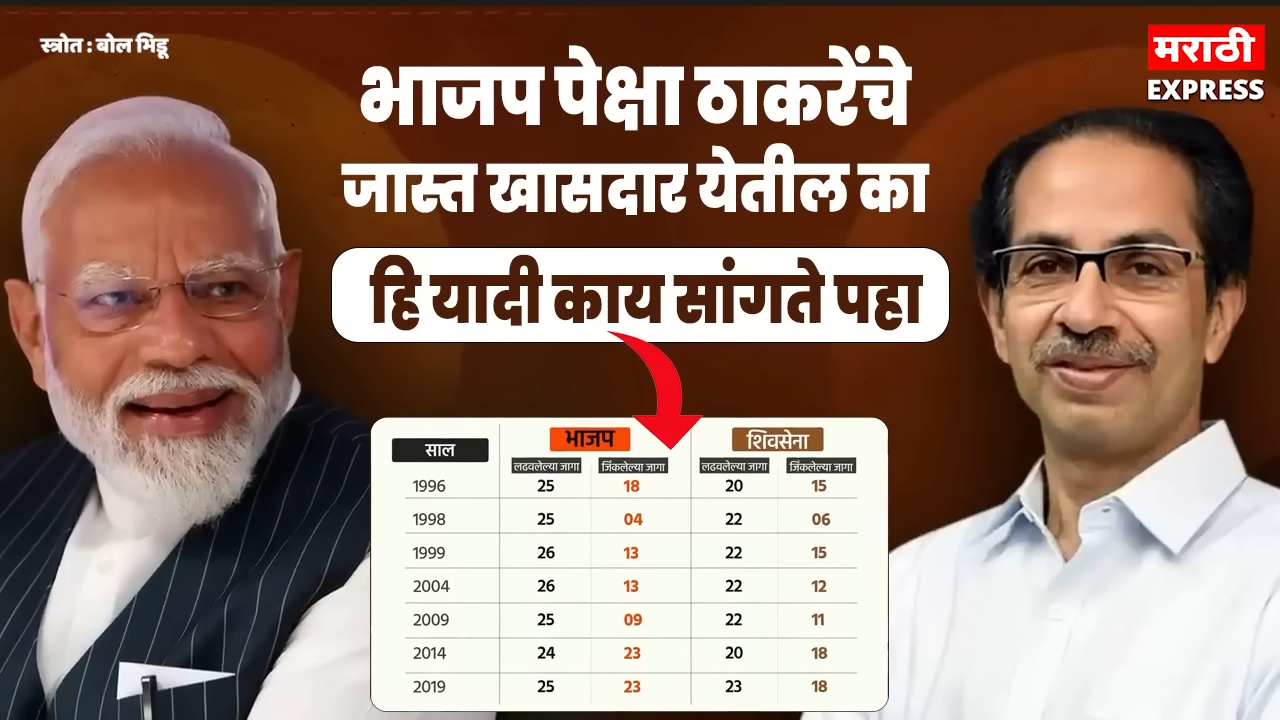 स्त्रोत : बोल भिडू
मराठी
EXPRESS
भाजप पेक्षा ठाकरेंचे
जास्त खासदार येतील का
हि यादी काय सांगते पहा
साल भाजप शिवसेना
लढवलेल्या जागा जिंकलेल्या जागा लढवलेल्या जागा जिंकलेल्या जागा
1996 25 18 20 15
1998 25 04 22 06
1999 26 13 22 15
2004 26 13 22 12
2009 25 09 22 11
2014 24 23 20 18
2019 25 23 23 18